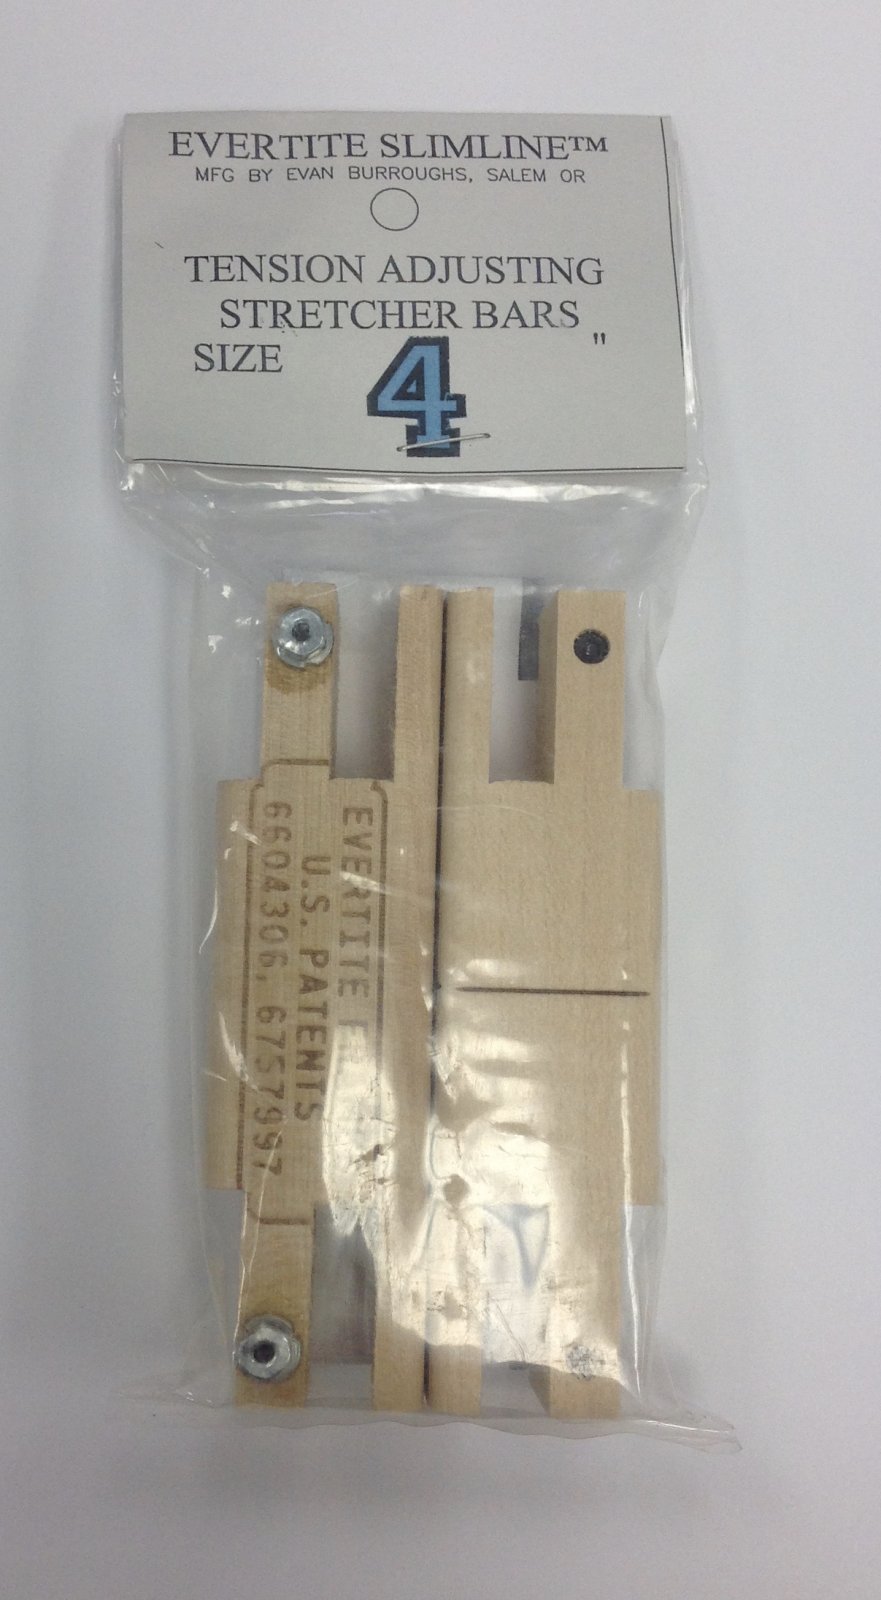 EVERTITE SLIMLINE™
MFG BY EVAN BURROUGHS, SALEM OR
TENSION ADJUSTING
STRETCHER BARS
SIZE 4 "
EVERTITE
U.S. PATENTS
6604306, 6757997